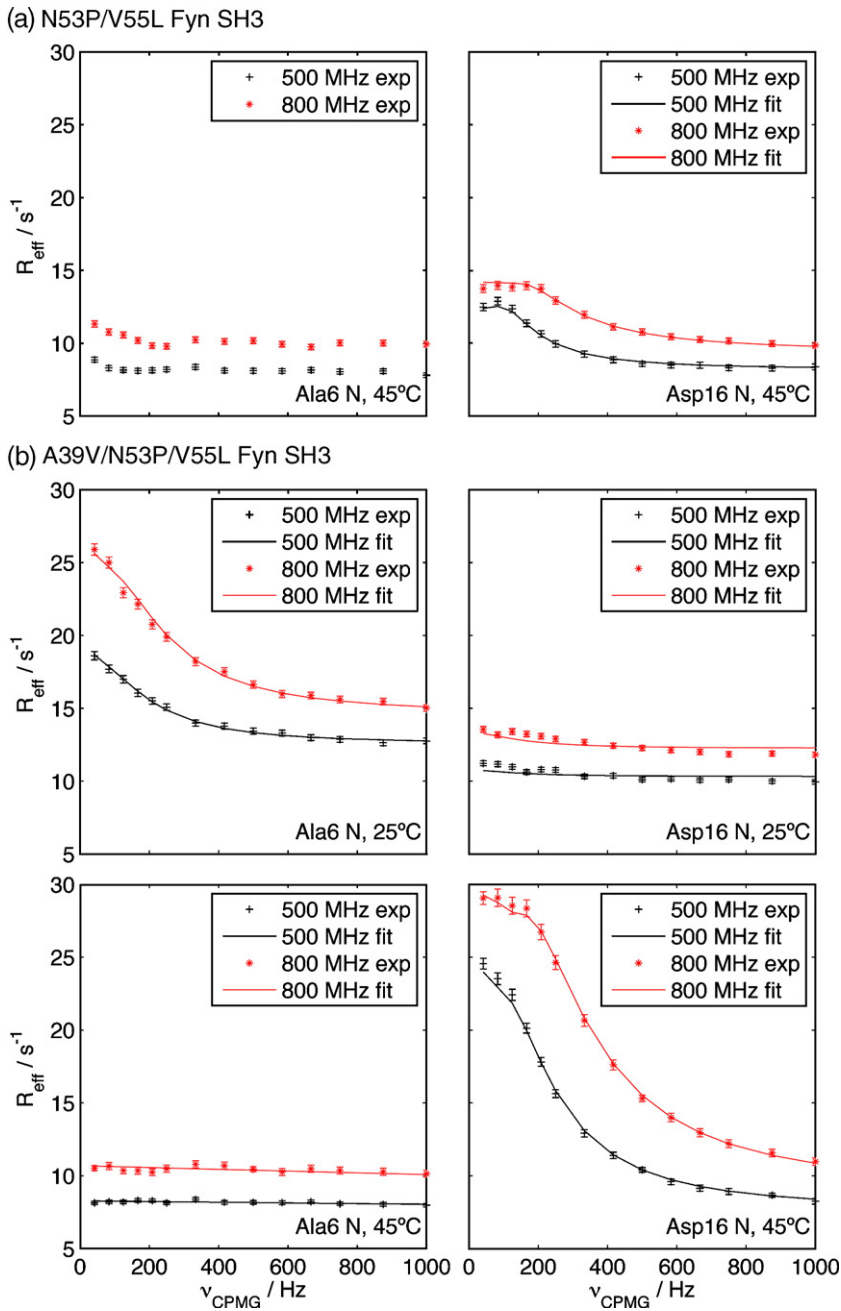 (a) N53P/V55L Fyn SH3
30
25
20
15
10
5
R_eff / s^-1
500 MHz exp
800 MHz exp
Ala6 N, 45ºC
500 MHz exp
500 MHz fit
800 MHz exp
800 MHz fit
Asp16 N, 45ºC
(b) A39V/N53P/V55L Fyn SH3
30
25
20
15
10
5
R_eff / s^-1
500 MHz exp
500 MHz fit
800 MHz exp
800 MHz fit
Ala6 N, 25ºC
500 MHz exp
500 MHz fit
800 MHz exp
800 MHz fit
Asp16 N, 25ºC
30
25
20
15
10
5
R_eff / s^-1
500 MHz exp
500 MHz fit
800 MHz exp
800 MHz fit
Ala6 N, 45ºC
0 200 400 600 800 1000
ν_CPMG / Hz
500 MHz exp
500 MHz fit
800 MHz exp
800 MHz fit
Asp16 N, 45ºC
0 200 400 600 800 1000
ν_CPMG / Hz